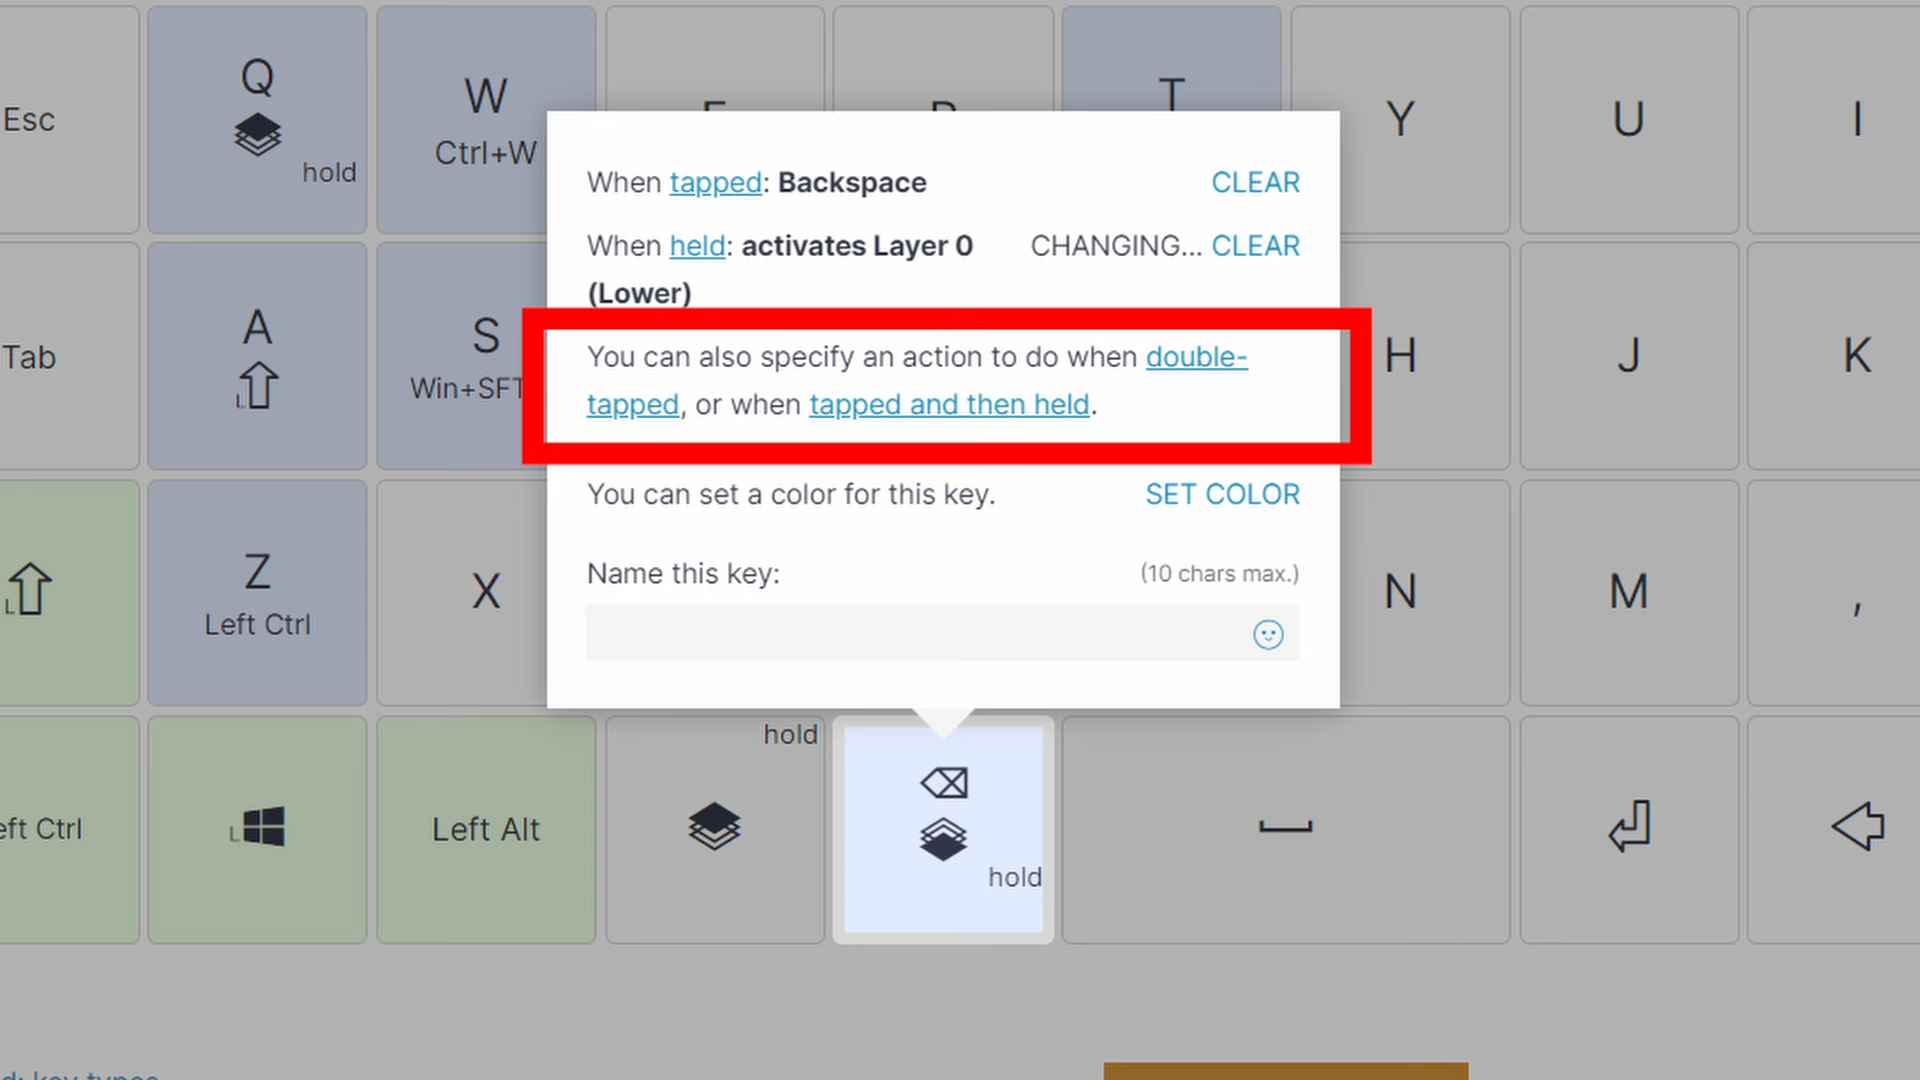 Esc
Q
hold
W
Ctrl+W
T
Y
U
I
When tapped: Backspace CLEAR
When held: activates Layer 0 CHANGING... CLEAR
(Lower)
You can also specify an action to do when double-
tapped, or when tapped and then held.
You can set a color for this key. SET COLOR
Name this key: (10 chars max.)
Tab
A
L
S
Win+SFT
H
J
K
L
Z
Left Ctrl
X
N
M
,
eft Ctrl
L
Left Alt
hold
hold